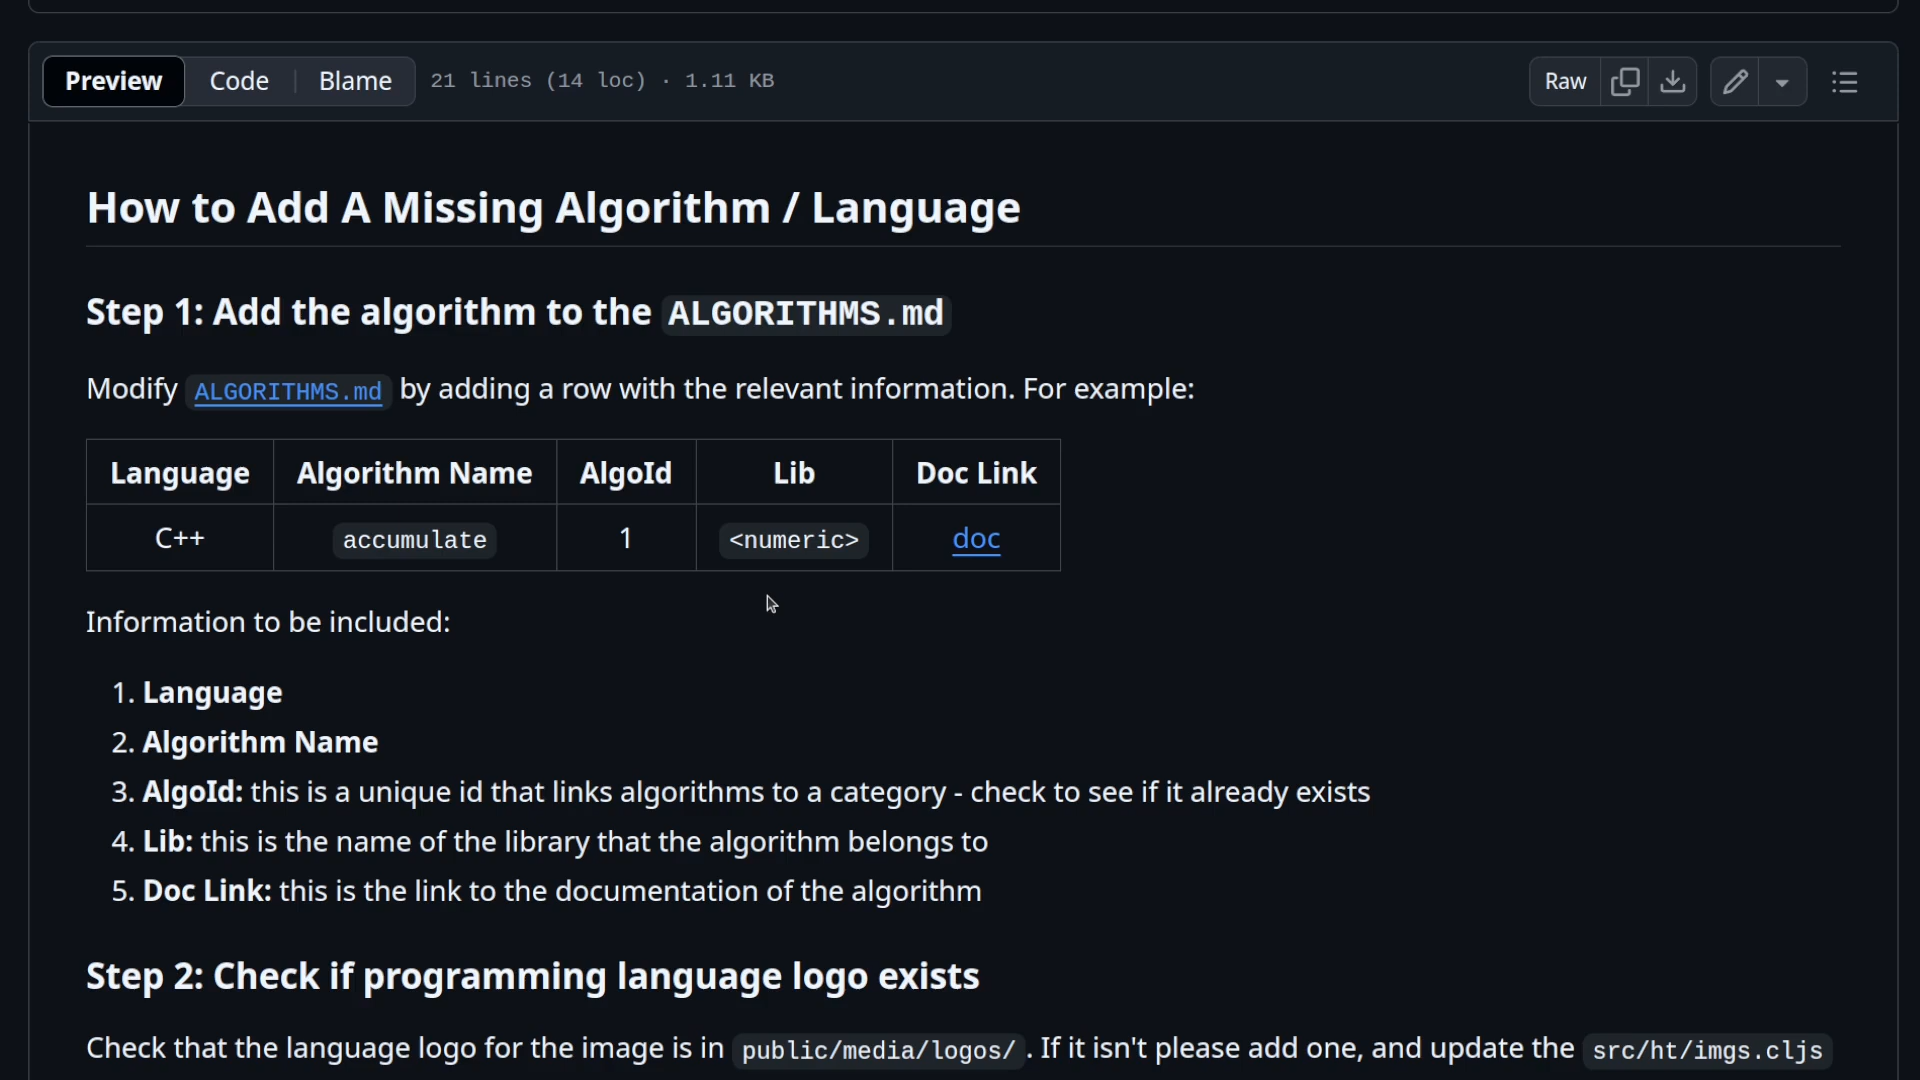 Preview Code Blame 21 lines (14 loc) · 1.11 KB Raw
How to Add A Missing Algorithm / Language
Step 1: Add the algorithm to the ALGORITHMS.md
Modify ALGORITHMS.md by adding a row with the relevant information. For example:
Language Algorithm Name AlgoId Lib Doc Link
C++ accumulate 1 <numeric> doc
Information to be included:
1. Language
2. Algorithm Name
3. AlgoId: this is a unique id that links algorithms to a category - check to see if it already exists
4. Lib: this is the name of the library that the algorithm belongs to
5. Doc Link: this is the link to the documentation of the algorithm
Step 2: Check if programming language logo exists
Check that the language logo for the image is in public/media/logos/ . If it isn't please add one, and update the src/ht/imgs.cljs